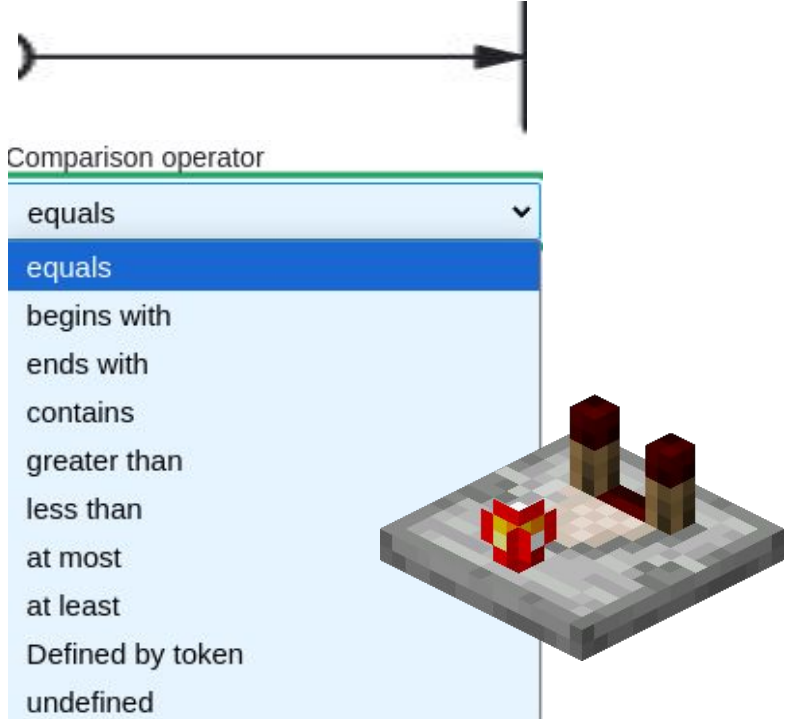 Comparison operator
equals
equals
begins with
ends with
contains
greater than
less than
at most
at least
Defined by token
undefined